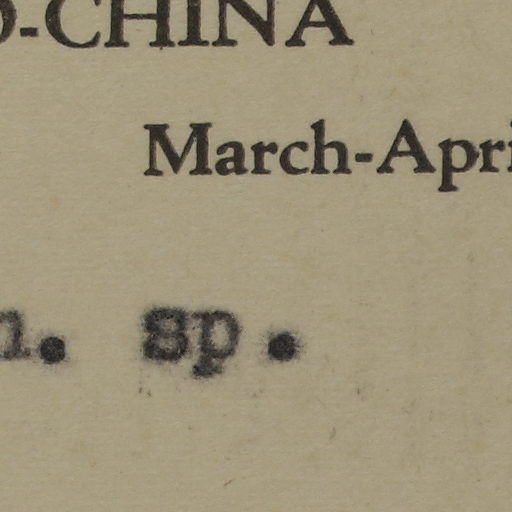 -CHINA
March-Apri
n. sp.